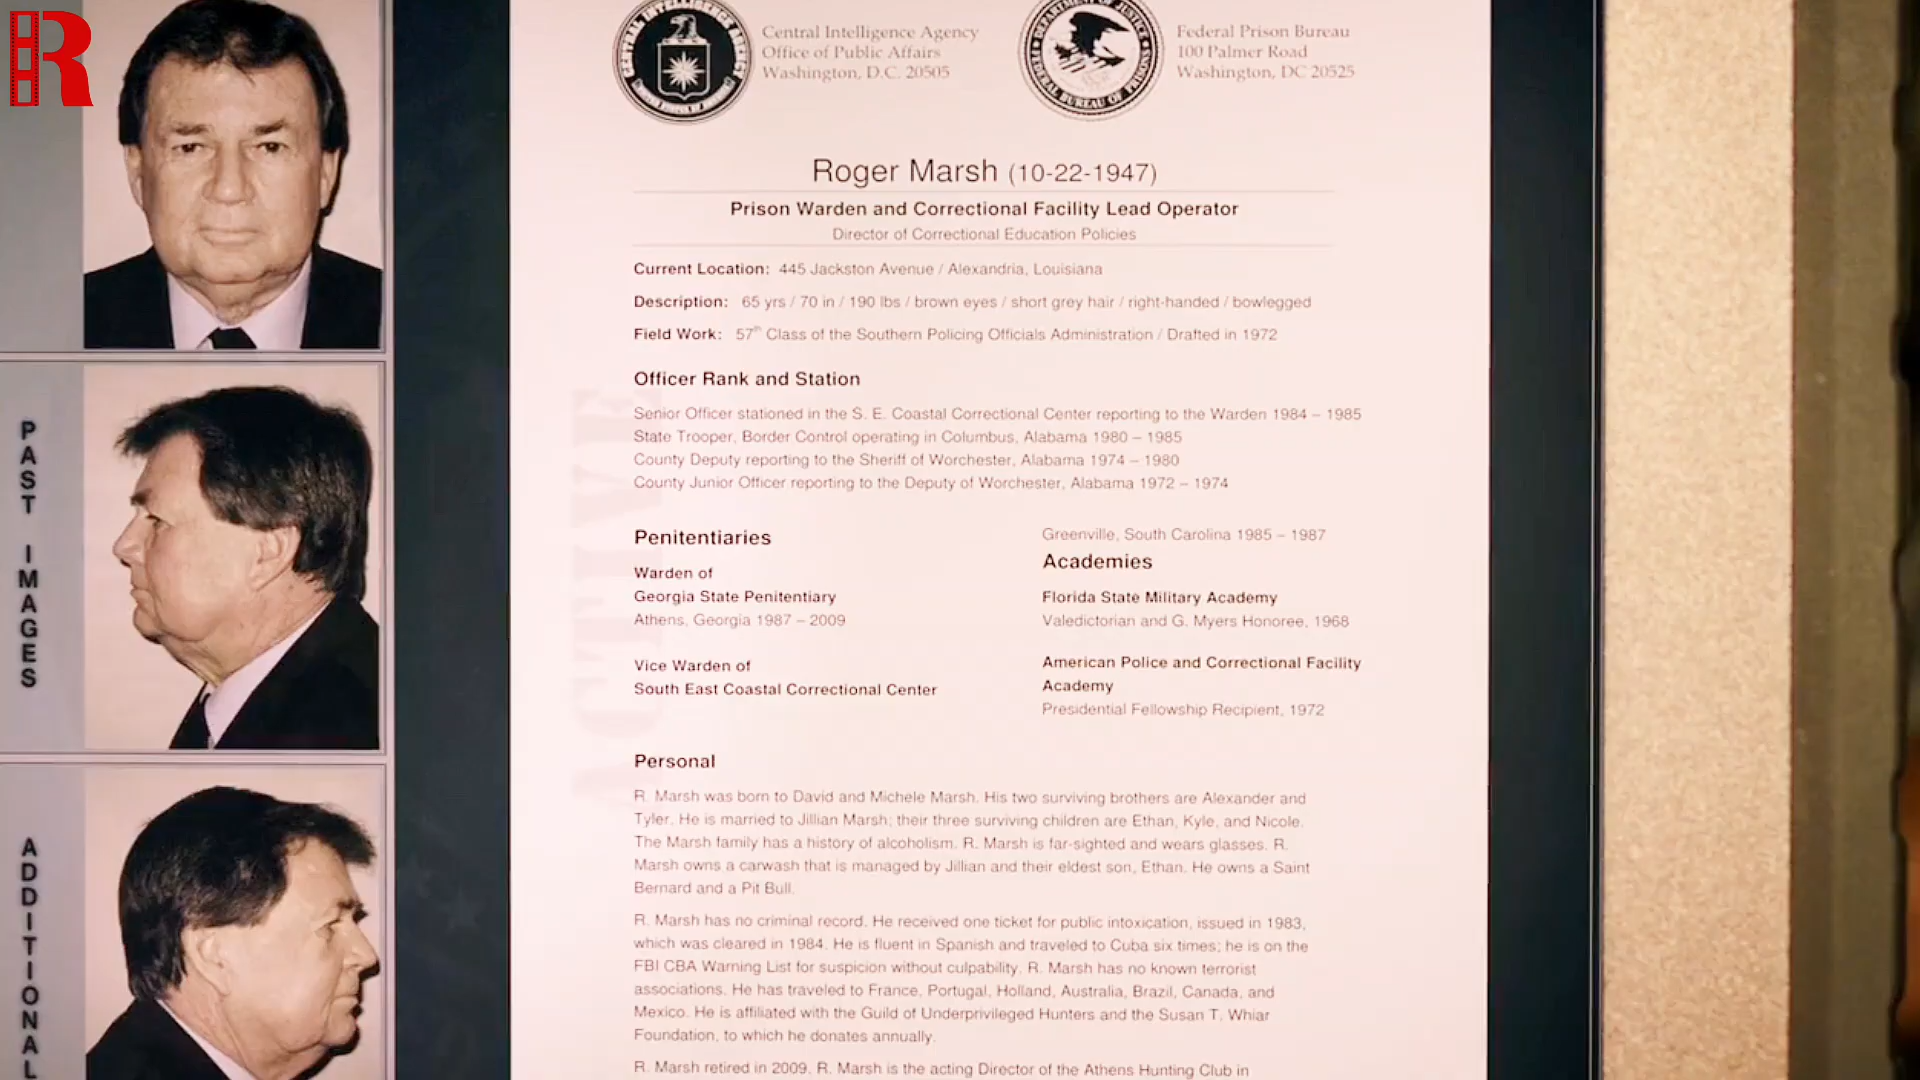 R
PAST IMAGES
ADDITIONAL
Central Intelligence Agency
Office of Public Affairs
Washington, D.C. 20505
Federal Prison Bureau
100 Palmer Road
Washington, DC 20525
Roger Marsh (10-22-1947)
Prison Warden and Correctional Facility Lead Operator
Director of Correctional Education Policies
Current Location: 445 Jackston Avenue / Alexandria, Louisiana
Description: 65 yrs / 70 in / 190 lbs / brown eyes / short grey hair / right-handed / bowlegged
Field Work: 57th Class of the Southern Policing Officials Administration / Drafted in 1972
ACTIVE
Officer Rank and Station
Senior Officer stationed in the S. E. Coastal Correctional Center reporting to the Warden 1984 – 1985
State Trooper, Border Control operating in Columbus, Alabama 1980 – 1985
County Deputy reporting to the Sheriff of Worchester, Alabama 1974 – 1980
County Junior Officer reporting to the Deputy of Worchester, Alabama 1972 – 1974
Penitentiaries
Warden of
Georgia State Penitentiary
Athens, Georgia 1987 – 2009
Vice Warden of
South East Coastal Correctional Center
Greenville, South Carolina 1985 – 1987
Academies
Florida State Military Academy
Valedictorian and G. Myers Honoree, 1968
American Police and Correctional Facility
Academy
Presidential Fellowship Recipient, 1972
Personal
R. Marsh was born to David and Michele Marsh. His two surviving brothers are Alexander and
Tyler. He is married to Jillian Marsh; their three surviving children are Ethan, Kyle, and Nicole.
The Marsh family has a history of alcoholism. R. Marsh is far-sighted and wears glasses. R.
Marsh owns a carwash that is managed by Jillian and their eldest son, Ethan. He owns a Saint
Bernard and a Pit Bull.
R. Marsh has no criminal record. He received one ticket for public intoxication, issued in 1983,
which was cleared in 1984. He is fluent in Spanish and traveled to Cuba six times; he is on the
FBI CBA Warning List for suspicion without culpability. R. Marsh has no known terrorist
associations. He has traveled to France, Portugal, Holland, Australia, Brazil, Canada, and
Mexico. He is affiliated with the Guild of Underprivileged Hunters and the Susan T. Whiar
Foundation, to which he donates annually.
R. Marsh retired in 2009. R. Marsh is the acting Director of the Athens Hunting Club in